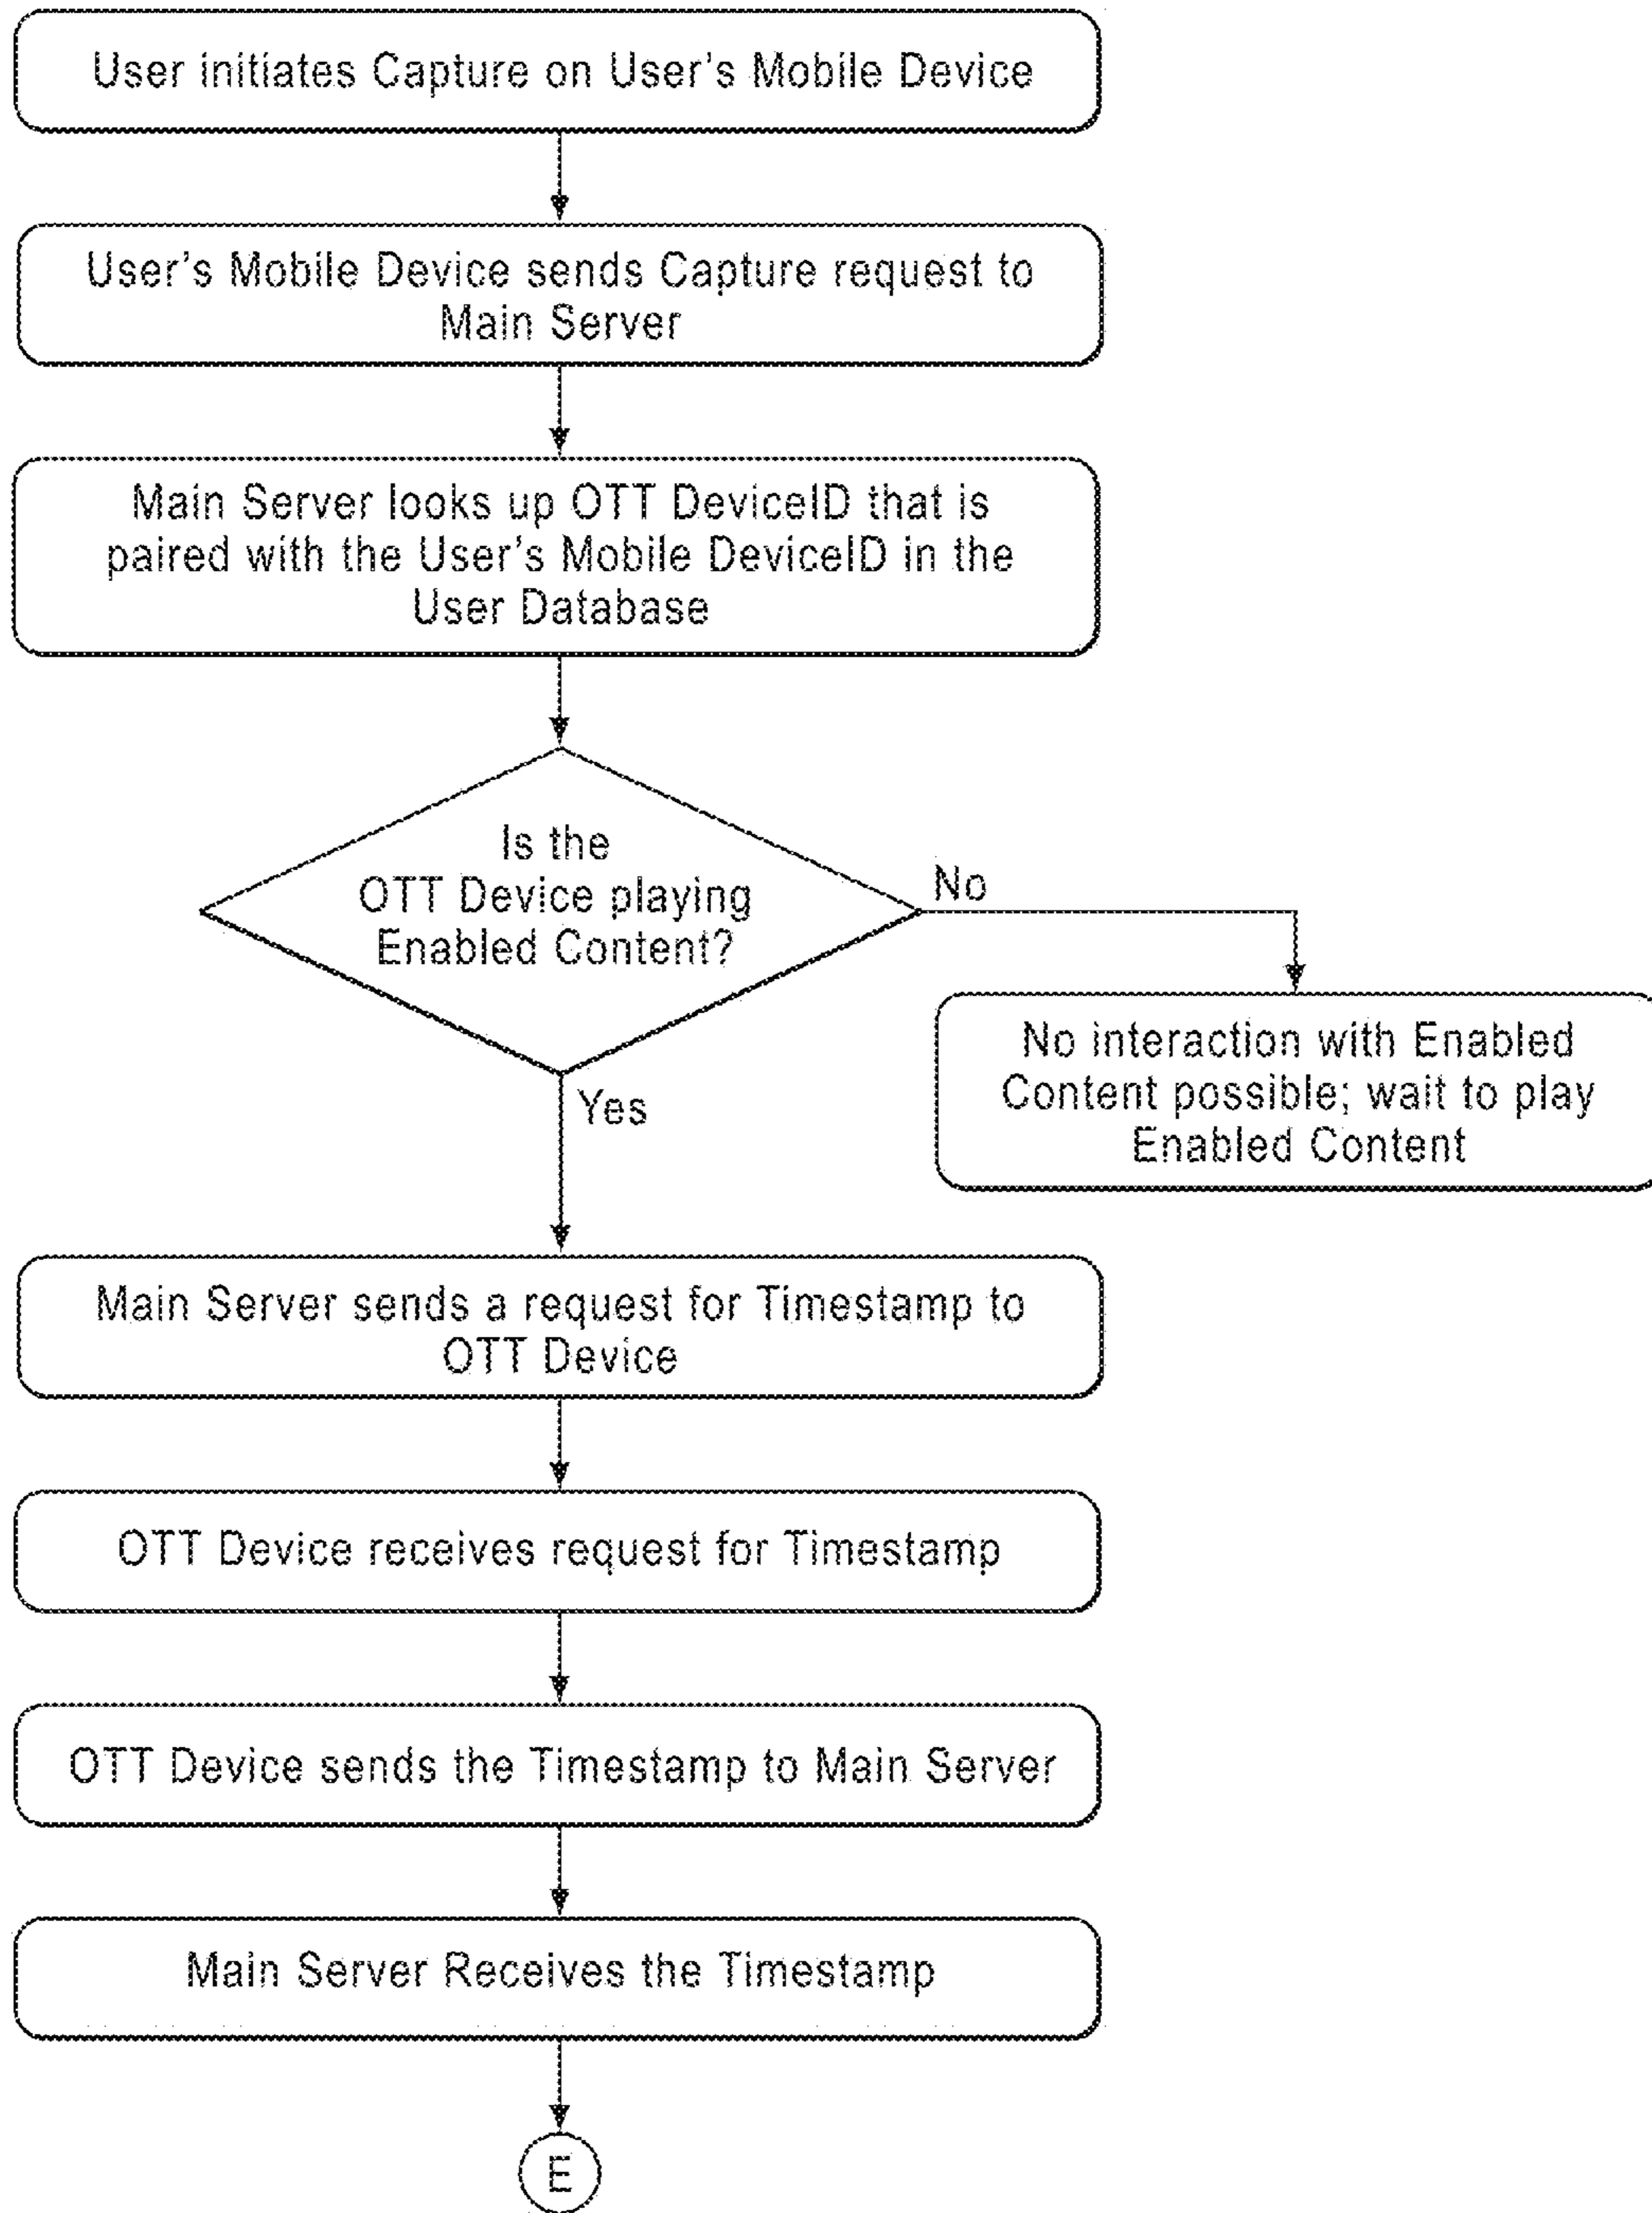 User initiates Capture on User's Mobile Device
User's Mobile Device sends Capture request to
Main Server
Main Server looks up OTT DeviceID that is
paired with the User's Mobile DeviceID in the
User Database
Is the
OTT Device playing
Enabled Content?
No
No interaction with Enabled
Content possible; wait to play
Enabled Content
Yes
Main Server sends a request for Timestamp to
OTT Device
OTT Device receives request for Timestamp
OTT Device sends the Timestamp to Main Server
Main Server Receives the Timestamp
E